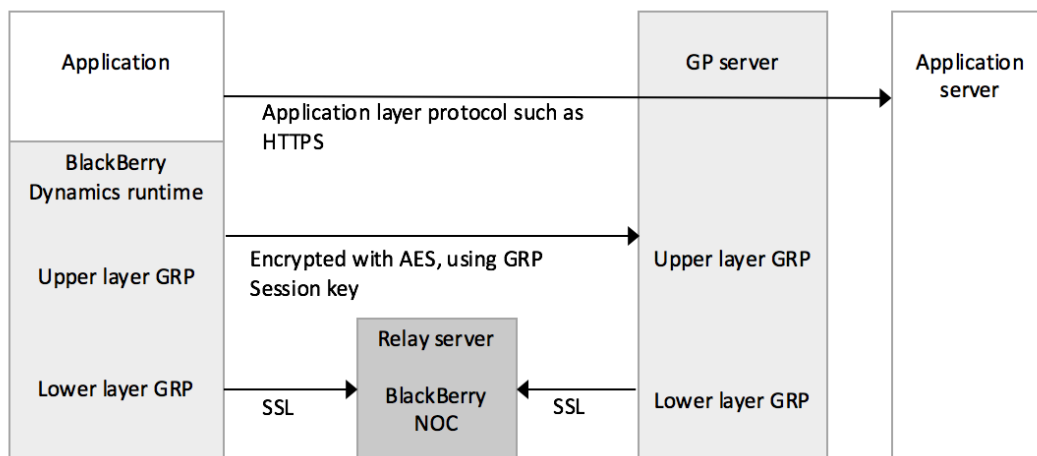 Application
GP server
Application
server
Application layer protocol such as
HTTPS
BlackBerry
Dynamics runtime
Encrypted with AES, using GRP
Session key
Upper layer GRP
Upper layer GRP
Relay server
Lower layer GRP
SSL
BlackBerry
NOC
SSL
Lower layer GRP